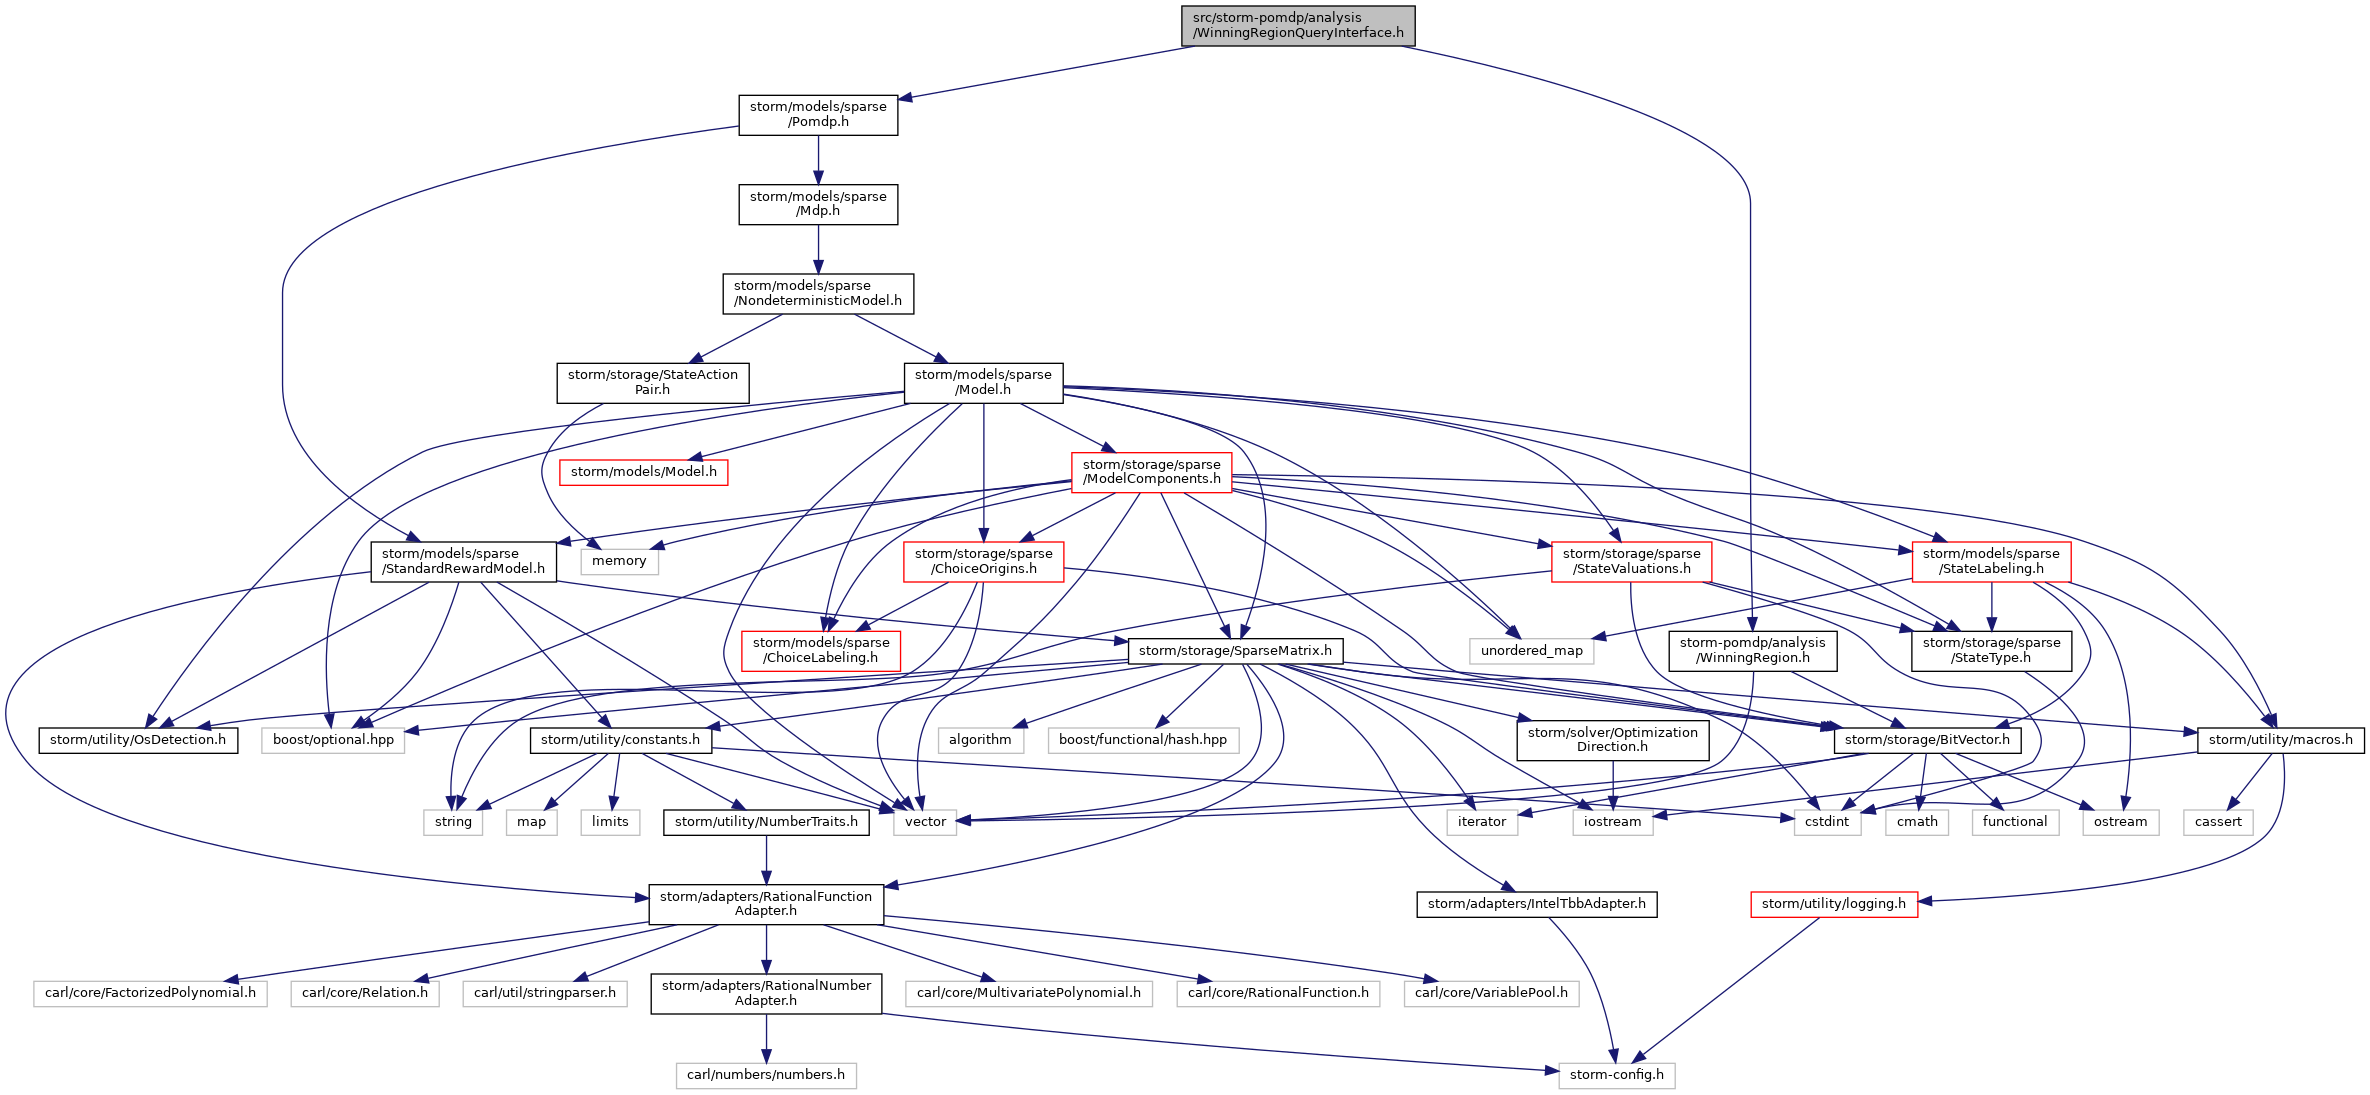 src/storm-pomdp/analysis
/WinningRegionQueryInterface.h
storm/models/sparse
/Pomdp.h
storm/models/sparse
/Mdp.h
storm/models/sparse
/NondeterministicModel.h
storm/storage/StateAction
Pair.h
storm/models/sparse
/Model.h
storm/models/Model.h
storm/storage/sparse
/ModelComponents.h
storm/models/sparse
/StandardRewardModel.h
memory
storm/storage/sparse
/ChoiceOrigins.h
storm/storage/sparse
/StateValuations.h
storm/models/sparse
/StateLabeling.h
storm/models/sparse
/ChoiceLabeling.h
storm/storage/SparseMatrix.h
unordered_map
storm-pomdp/analysis
/WinningRegion.h
storm/storage/sparse
/StateType.h
storm/utility/OsDetection.h
boost/optional.hpp
storm/utility/constants.h
algorithm
boost/functional/hash.hpp
storm/solver/Optimization
Direction.h
storm/storage/BitVector.h
storm/utility/macros.h
string
map
limits
storm/utility/NumberTraits.h
vector
iterator
iostream
cstdint
cmath
functional
ostream
cassert
storm/adapters/RationalFunction
Adapter.h
storm/adapters/IntelTbbAdapter.h
storm/utility/logging.h
carl/core/FactorizedPolynomial.h
carl/core/Relation.h
carl/util/stringparser.h
storm/adapters/RationalNumber
Adapter.h
carl/core/MultivariatePolynomial.h
carl/core/RationalFunction.h
carl/core/VariablePool.h
carl/numbers/numbers.h
storm-config.h